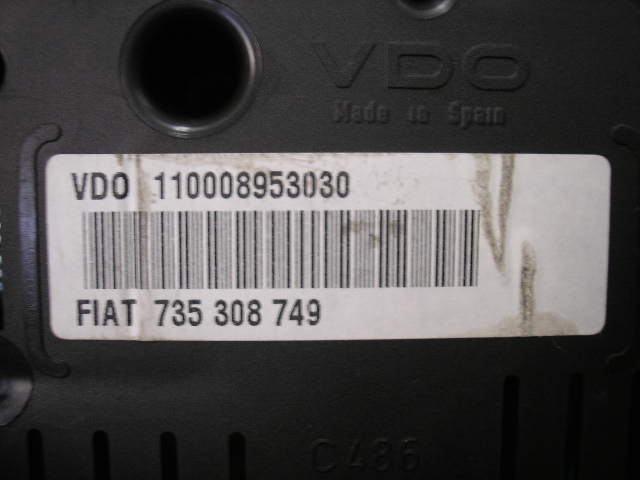 VDO
Made in Spain
VDO 110008953030
FIAT 735 308 749
C486